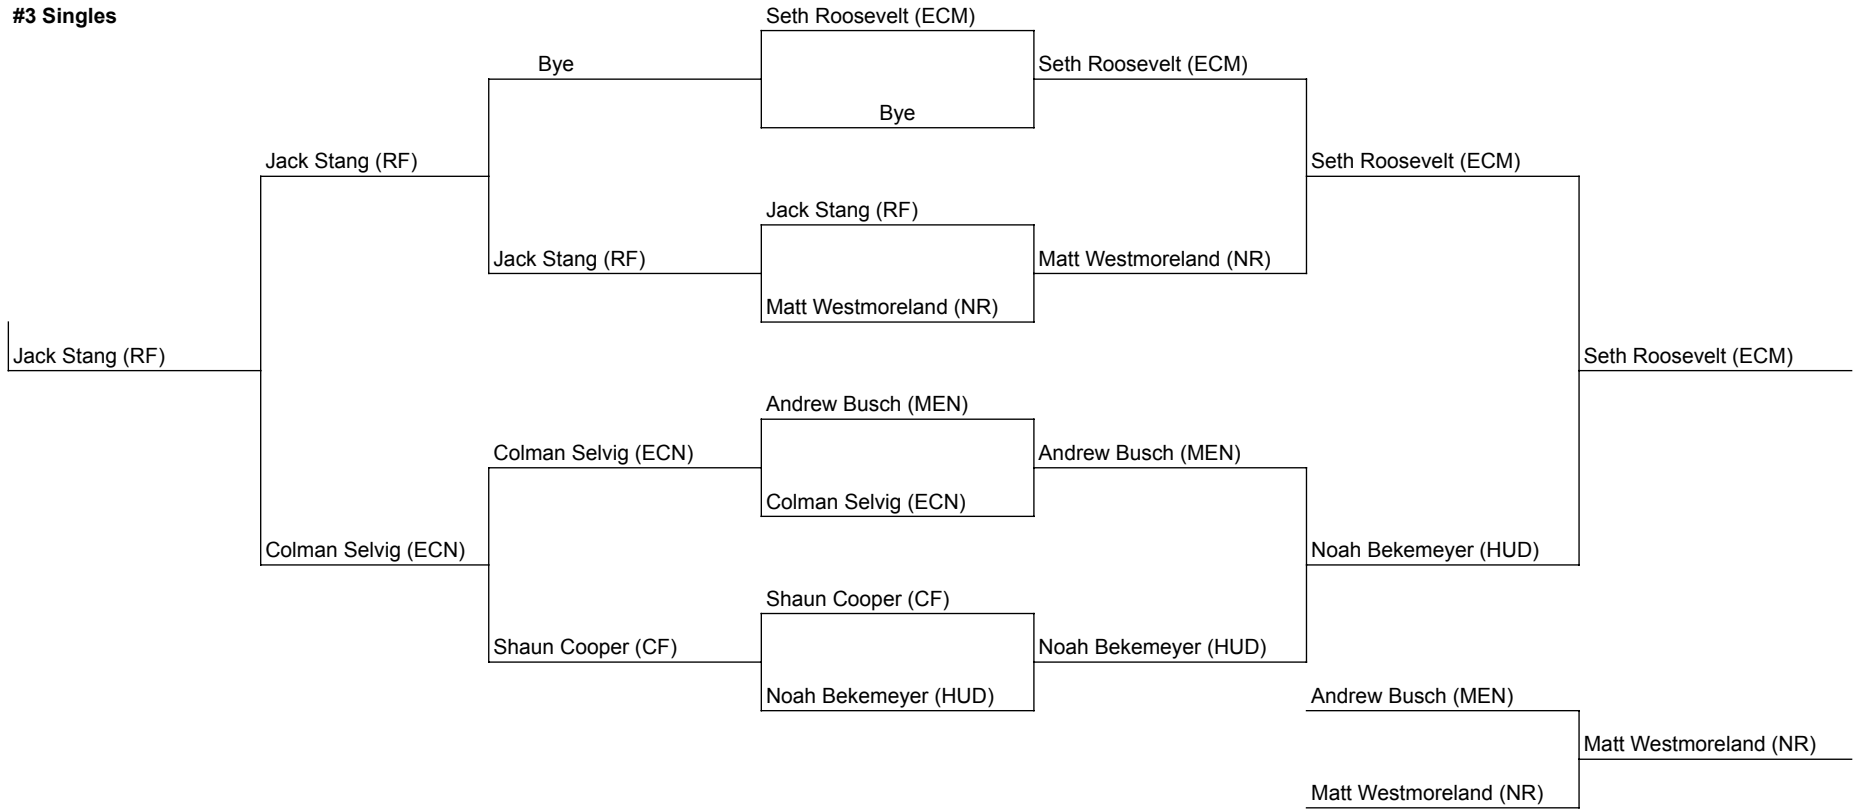 #3 Singles
Seth Roosevelt (ECM)
Bye
Seth Roosevelt (ECM)
Bye
Jack Stang (RF)
Seth Roosevelt (ECM)
Jack Stang (RF)
Jack Stang (RF)
Matt Westmoreland (NR)
Matt Westmoreland (NR)
Jack Stang (RF)
Seth Roosevelt (ECM)
Andrew Busch (MEN)
Colman Selvig (ECN)
Andrew Busch (MEN)
Colman Selvig (ECN)
Colman Selvig (ECN)
Noah Bekemeyer (HUD)
Shaun Cooper (CF)
Shaun Cooper (CF)
Noah Bekemeyer (HUD)
Noah Bekemeyer (HUD)
Andrew Busch (MEN)
Matt Westmoreland (NR)
Matt Westmoreland (NR)